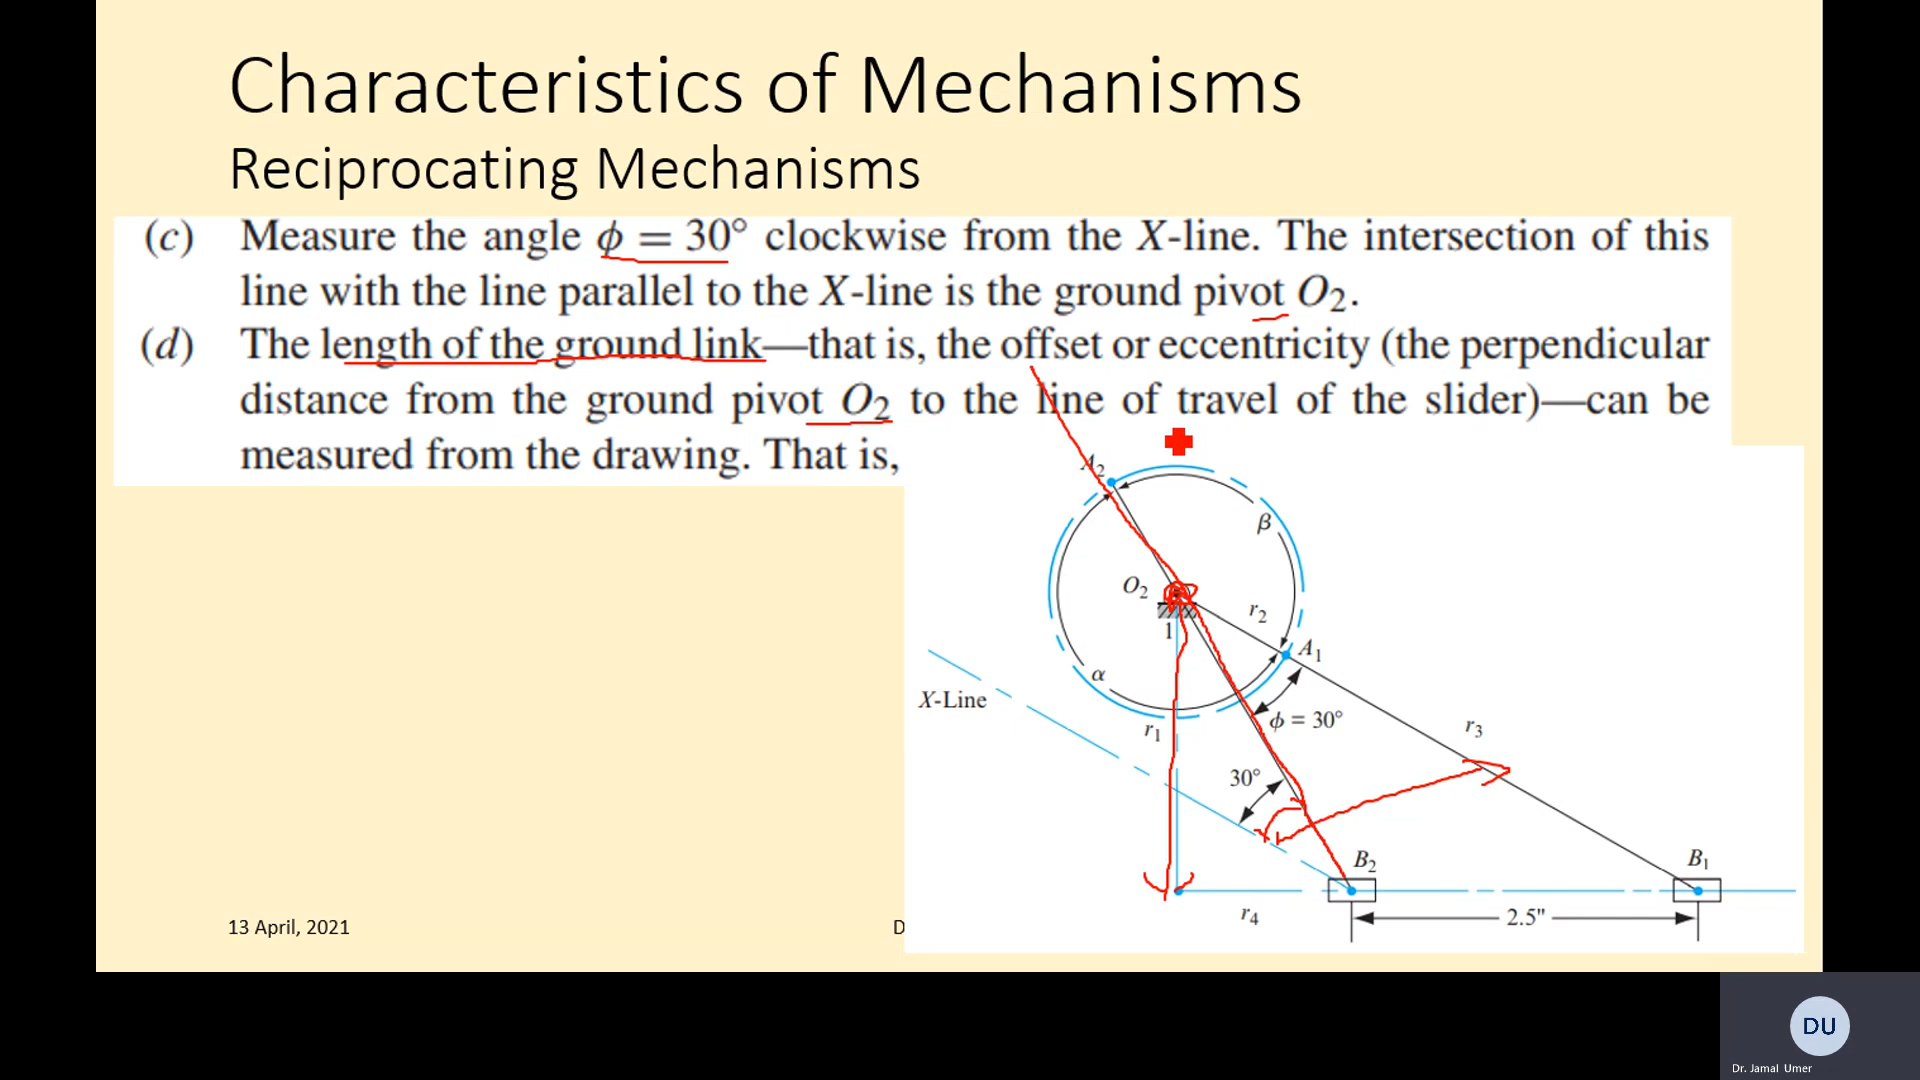 Characteristics of Mechanisms
Reciprocating Mechanisms
(c) Measure the angle ϕ = 30° clockwise from the X-line. The intersection of this
line with the line parallel to the X-line is the ground pivot O₂.
(d) The length of the ground link—that is, the offset or eccentricity (the perpendicular
distance from the ground pivot O₂ to the line of travel of the slider)—can be
measured from the drawing. That is,
A₂
β
O₂
r₂
1
A₁
α
X-Line
ϕ = 30°
r₁
r₃
30°
B₂
B₁
r₄
2.5"
13 April, 2021
D
DU
Dr. Jamal Umer